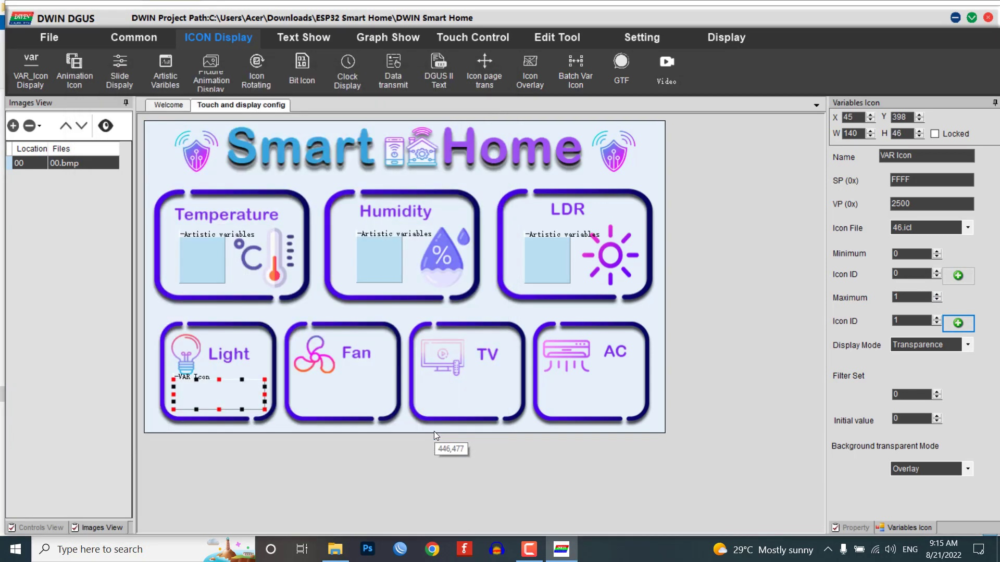 DWIN DWIN DGUS DWIN Project Path:C:\Users\Acer\Downloads\ESP32 Smart Home\DWIN Smart Home
File Common ICON Display Text Show Graph Show Touch Control Edit Tool Setting Display
var
VAR_Icon Dispaly
Animation Icon
Slide Dispaly
Artistic Varibles
Picture Animation Display
Icon Rotating
Bit Icon
Clock Display
Data transmit
DGUS II Text
Icon page trans
Icon Overlay
Batch Var Icon
GTF
Video
Images View
Location Files
00 00.bmp
Controls View Images View
Welcome Touch and display config
Smart Home
Temperature
-Artistic variables
°C
Humidity
-Artistic variables
%
LDR
-Artistic variables
Light
-VAR Icon
Fan
TV
AC
446,477
Variables Icon
X 45 Y 398
W 140 H 46 Locked
Name VAR Icon
SP (0x) FFFF
VP (0x) 2500
Icon File 46.icl
Minimum 0
Icon ID 0
Maximum 1
Icon ID 1
Display Mode Transparence
Filter Set
0
Initial value 0
Background transparent Mode
Overlay
Property Variables Icon
Type here to search
Ps
29°C Mostly sunny
ENG
9:15 AM
8/21/2022